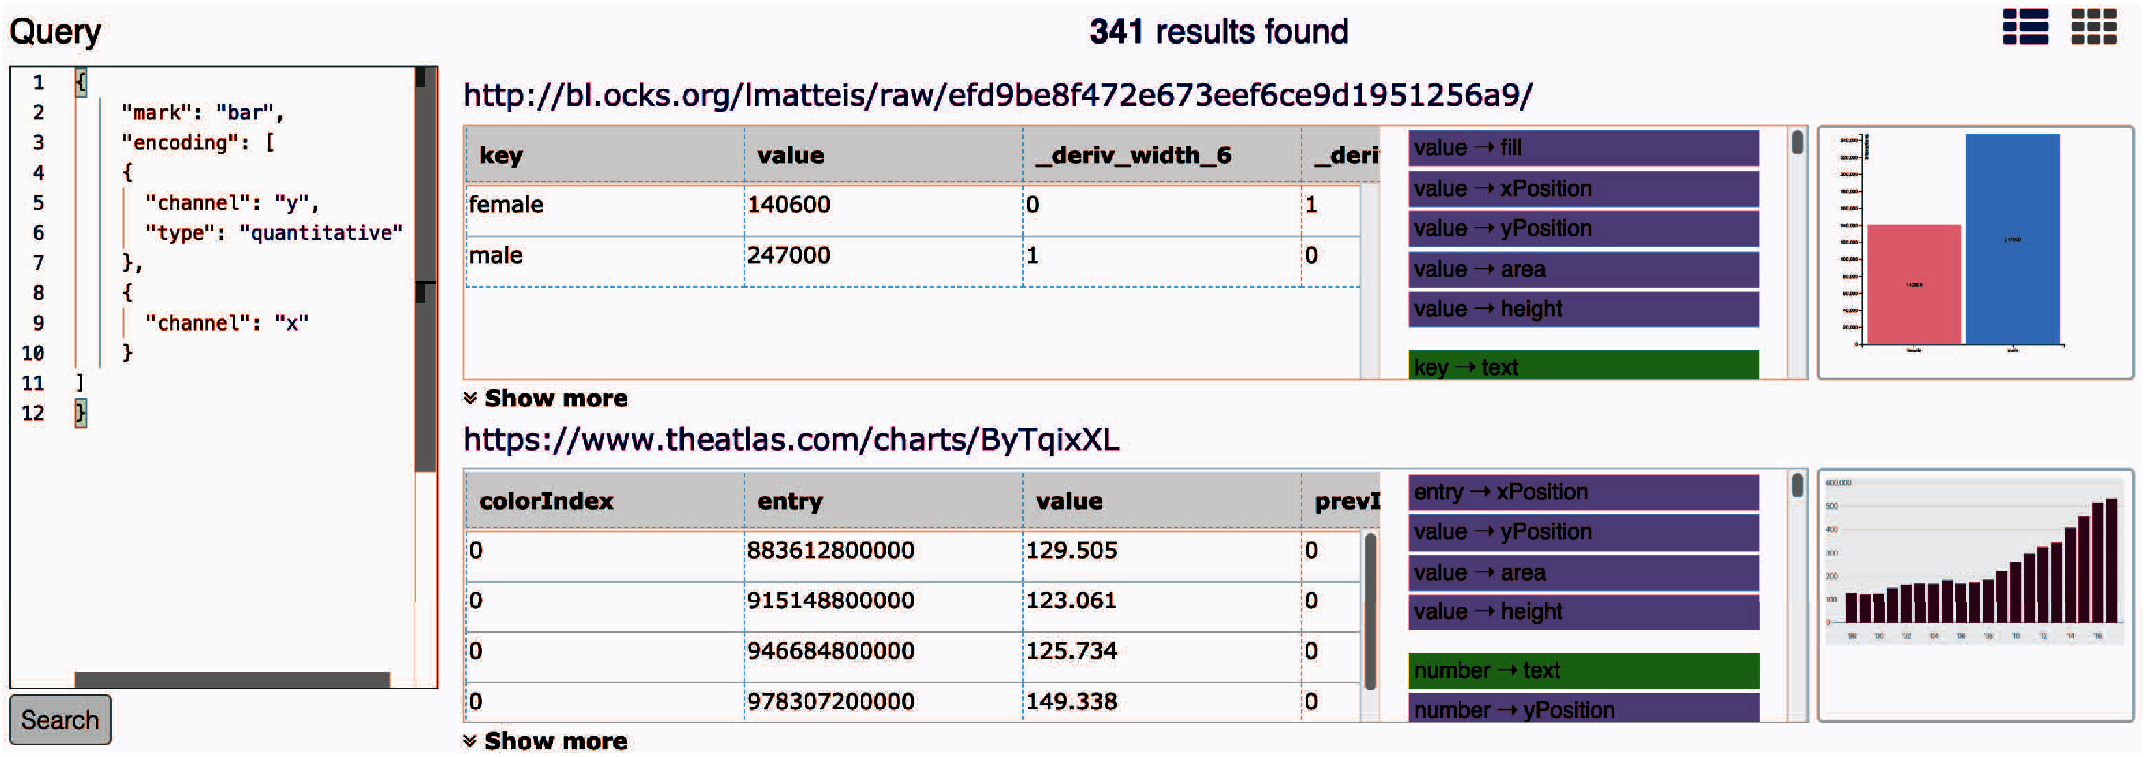 Query
341 results found
1 {
2 "mark": "bar",
3 "encoding": [
4 {
5 "channel": "y",
6 "type": "quantitative"
7 },
8 {
9 "channel": "x"
10 }
11 ]
12 }
Search
http://bl.ocks.org/lmatteis/raw/efd9be8f472e673eef6ce9d1951256a9/
key value _deriv_width_6 _deri
female 140600 0 1
male 247000 1 0
value → fill
value → xPosition
value → yPosition
value → area
value → height
key → text
Show more
https://www.theatlas.com/charts/ByTqixXL
colorIndex entry value prevI
0 883612800000 129.505 0
0 915148800000 123.061 0
0 946684800000 125.734 0
0 978307200000 149.338 0
entry → xPosition
value → yPosition
value → area
value → height
number → text
number → yPosition
600,000
500
400
300
200
100
0
'98 '00 '02 '04 '06 '08 '10 '12 '14 '16
Show more